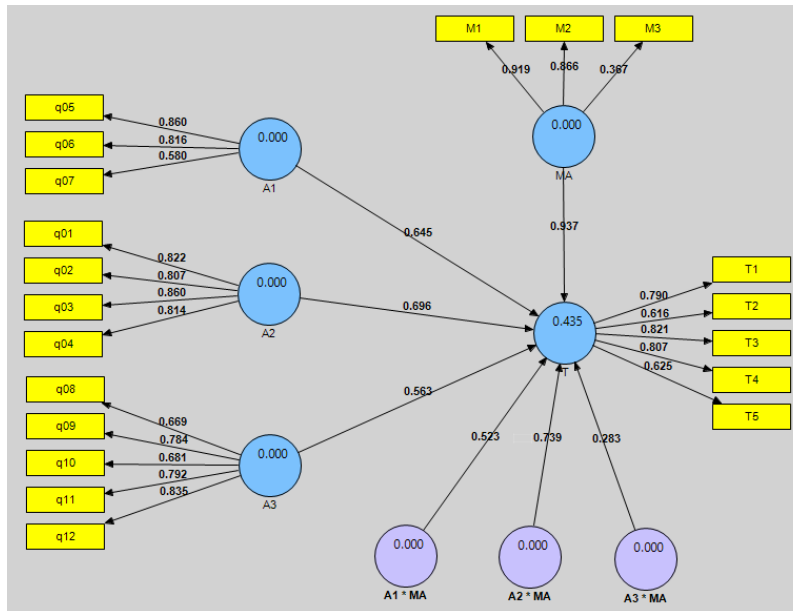 M1 M2 M3
0.919 0.866 0.367
0.000
MA
0.937
q05
q06
q07
0.860
0.816
0.580
0.000
A1
0.645
q01
q02
q03
q04
0.822
0.807
0.860
0.814
0.000
A2
0.696
q08
q09
q10
q11
q12
0.669
0.784
0.681
0.792
0.835
0.000
A3
0.563
0.435
T
0.790
0.616
0.821
0.807
0.625
T1
T2
T3
T4
T5
0.523 0.739 0.283
0.000 0.000 0.000
A1 * MA A2 * MA A3 * MA